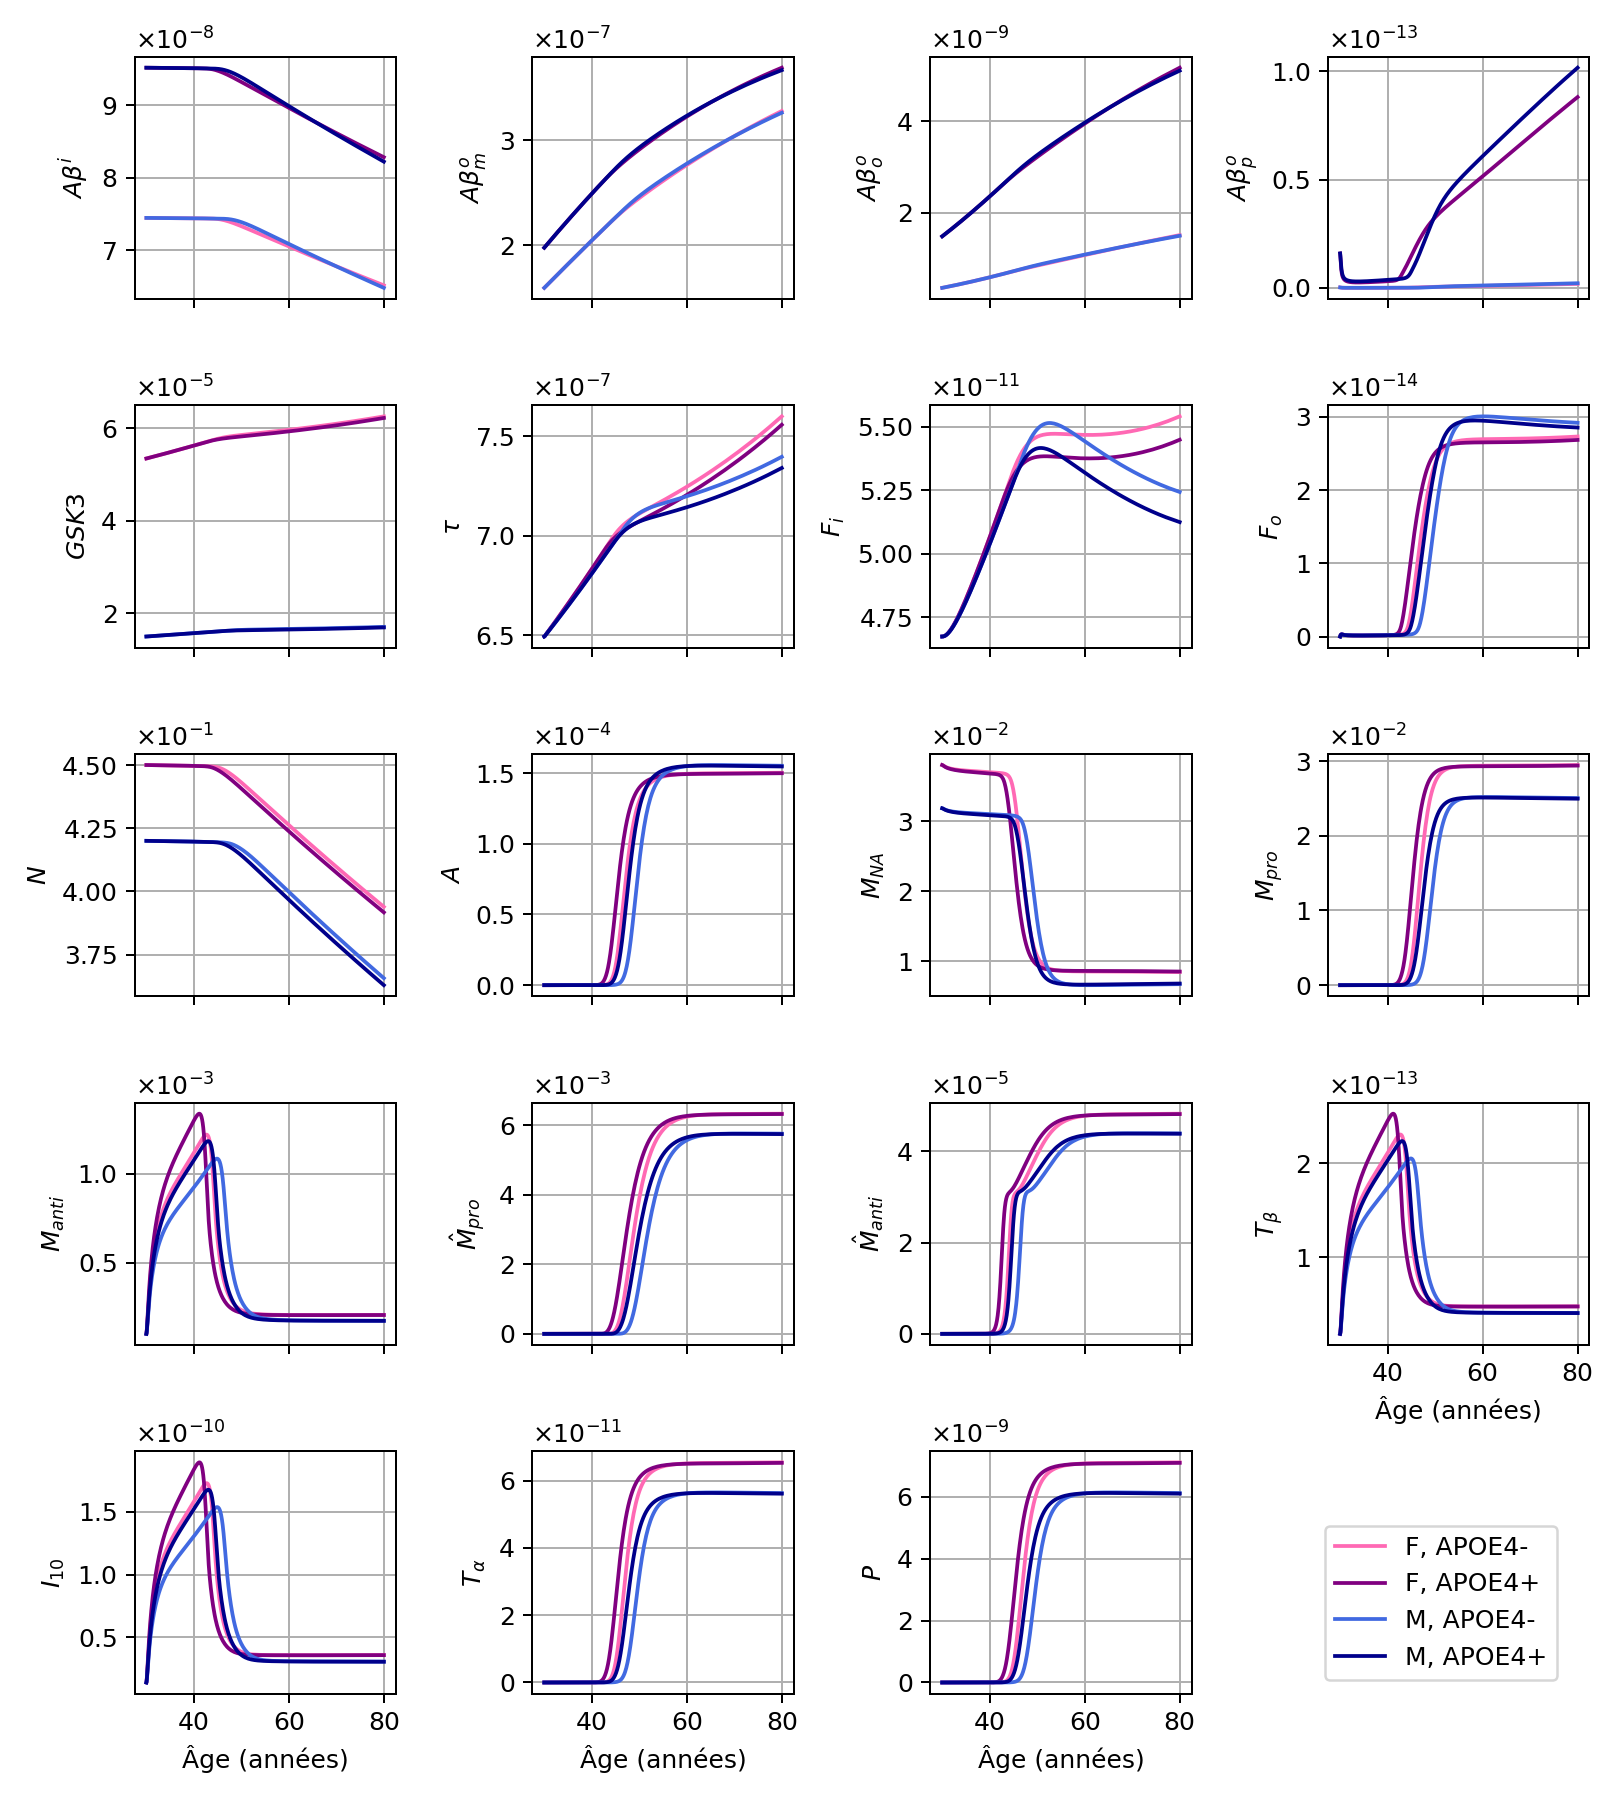 ×10⁻⁸ ×10⁻⁷ ×10⁻⁹ ×10⁻¹³
9 8 7 Aβⁱ
3 2 Aβₘᵒ
4 2 Aβₒᵒ
1.0 0.5 0.0 Aβₚᵒ
×10⁻⁵ ×10⁻⁷ ×10⁻¹¹ ×10⁻¹⁴
6 4 2 GSK3
7.5 7.0 6.5 τ
5.50 5.25 5.00 4.75 Fᵢ
3 2 1 0 Fₒ
×10⁻¹ ×10⁻⁴ ×10⁻² ×10⁻²
4.50 4.25 4.00 3.75 N
1.5 1.0 0.5 0.0 A
3 2 1 M_NA
3 2 1 0 M_pro
×10⁻³ ×10⁻³ ×10⁻⁵ ×10⁻¹³
1.0 0.5 M_anti
6 4 2 0 M̂_pro
4 2 0 M̂_anti
2 1 T_β
40 60 80
Âge (années)
×10⁻¹⁰ ×10⁻¹¹ ×10⁻⁹
1.5 1.0 0.5 I₁₀
6 4 2 0 T_α
6 4 2 0 P
40 60 80 40 60 80 40 60 80
Âge (années) Âge (années) Âge (années)
F, APOE4-
F, APOE4+
M, APOE4-
M, APOE4+